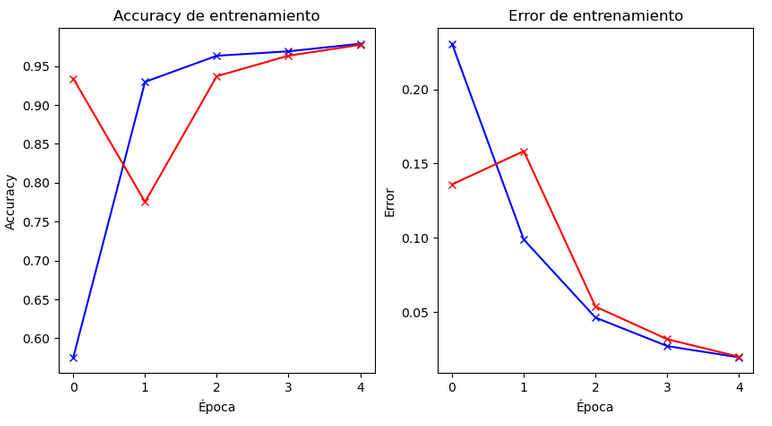 Accuracy de entrenamiento
Accuracy
0.95
0.90
0.85
0.80
0.75
0.70
0.65
0.60
0 1 2 3 4
Época
Error de entrenamiento
Error
0.20
0.15
0.10
0.05
0 1 2 3 4
Época